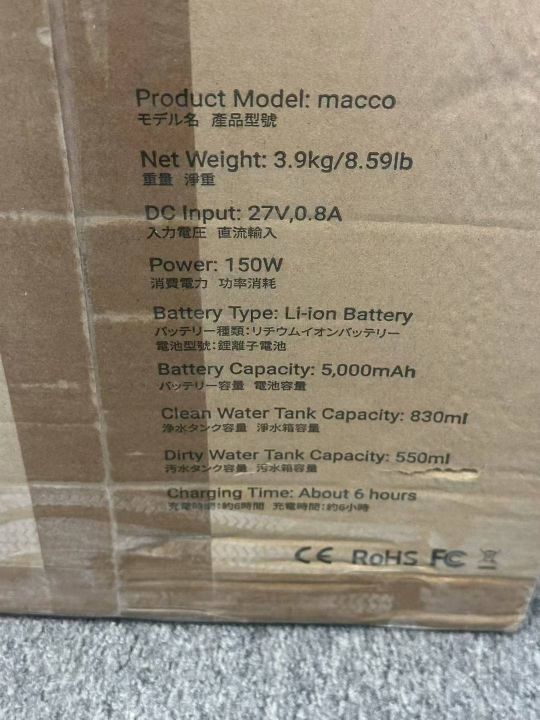 Product Model: macco
モデル名 產品型號
Net Weight: 3.9kg/8.59lb
重量 淨重
DC Input: 27V,0.8A
入力電圧 直流輸入
Power: 150W
消費電力 功率消耗
Battery Type: Li-ion Battery
バッテリー種類:リチウムイオンバッテリー
電池型號:鋰離子電池
Battery Capacity: 5,000mAh
バッテリー容量 電池容量
Clean Water Tank Capacity: 830ml
浄水タンク容量 淨水箱容量
Dirty Water Tank Capacity: 550ml
汚水タンク容量 污水箱容量
Charging Time: About 6 hours
充電時間:約6時間 充電時間:約6小時
CE RoHS FC